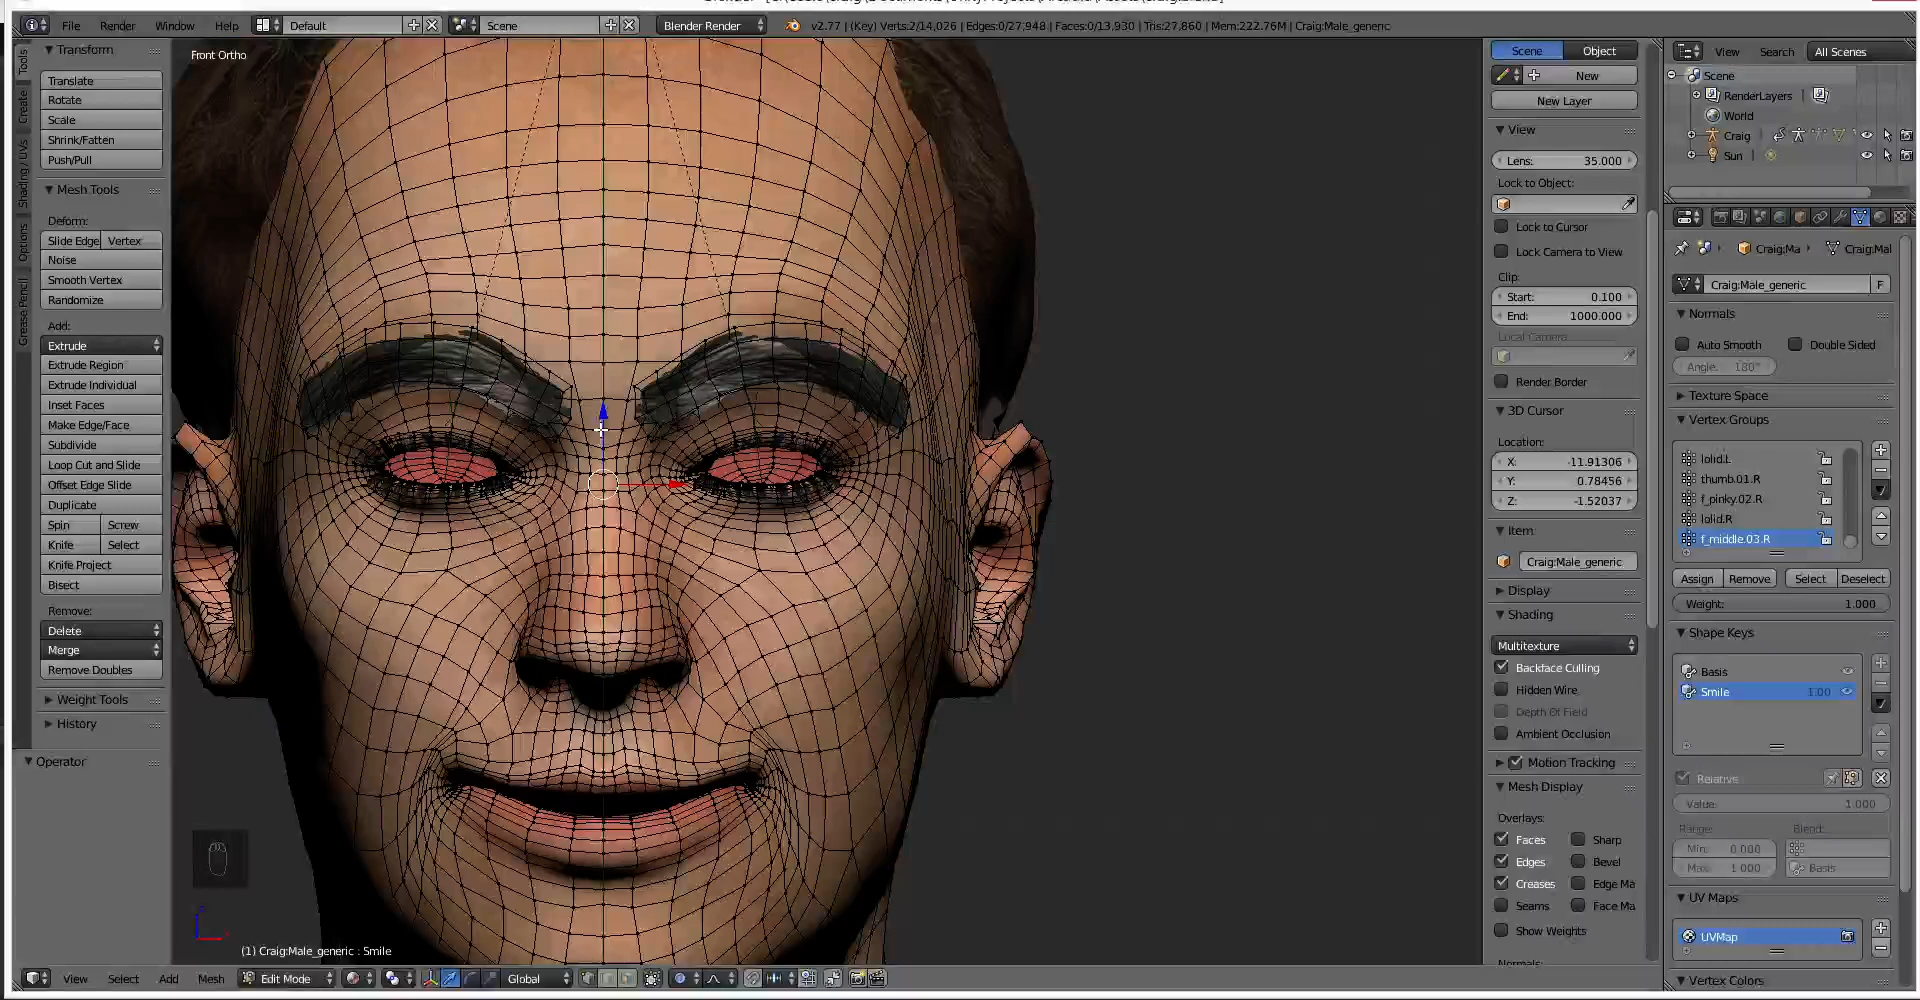 File Render Window Help Default Scene Blender Render v2.77 | (Key) Verts:2/14,026 | Edges:0/27,948 | Faces:0/13,930 | Tris:27,860 | Mem:222.76M | Craig:Male_generic
Front Ortho
Tools
Create
Shading / UVs
Options
Grease Pencil
Transform
Translate
Rotate
Scale
Shrink/Fatten
Push/Pull
Mesh Tools
Deform:
Slide Edge Vertex
Noise
Smooth Vertex
Randomize
Add:
Extrude
Extrude Region
Extrude Individual
Inset Faces
Make Edge/Face
Subdivide
Loop Cut and Slide
Offset Edge Slide
Duplicate
Spin Screw
Knife Select
Knife Project
Bisect
Remove:
Delete
Merge
Remove Doubles
Weight Tools
History
Operator
(1) Craig:Male_generic : Smile
View Select Add Mesh Edit Mode Global
Scene Object
New
New Layer
View
Lens: 35.000
Lock to Object:
Lock to Cursor
Lock Camera to View
Clip:
Start: 0.100
End: 1000.000
Local Camera
Render Border
3D Cursor
Location:
X: -11.91306
Y: 0.78456
Z: -1.52037
Item
Craig:Male_generic
Display
Shading
Multitexture
Backface Culling
Hidden Wire
Depth Of Field
Ambient Occlusion
Motion Tracking
Mesh Display
Overlays:
Faces Sharp
Edges Bevel
Creases Edge Ma
Seams Face Ma
Show Weights
Normals:
View Search All Scenes
Scene
RenderLayers
World
Craig
Sun
Craig:Ma Craig:Mal
Craig:Male_generic F
Normals
Auto Smooth Double Sided
Angle: 180°
Texture Space
Vertex Groups
lolid.L
thumb.01.R
f_pinky.02.R
lolid.R
f_middle.03.R
Assign Remove Select Deselect
Weight: 1.000
Shape Keys
Basis
Smile 1.00
Relative
Value: 1.000
Range: Blend:
Min: 0.000
Max: 1.000 Basis
UV Maps
UVMap
Vertex Colors